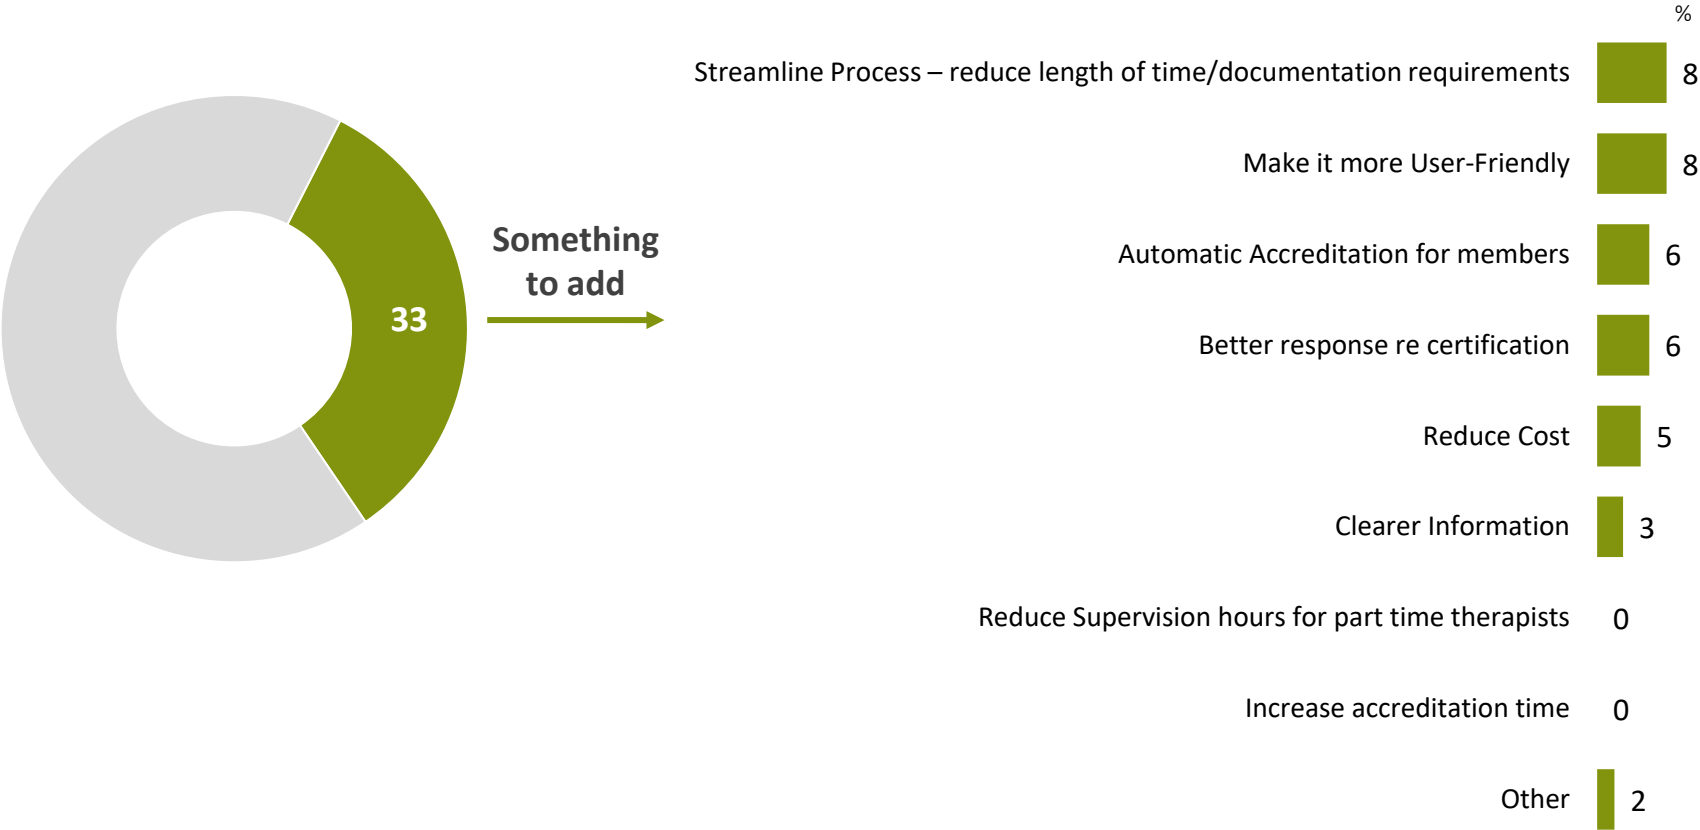 %
Streamline Process – reduce length of time/documentation requirements 8
Make it more User-Friendly 8
Something
to add
33
Automatic Accreditation for members 6
Better response re certification 6
Reduce Cost 5
Clearer Information 3
Reduce Supervision hours for part time therapists 0
Increase accreditation time 0
Other 2